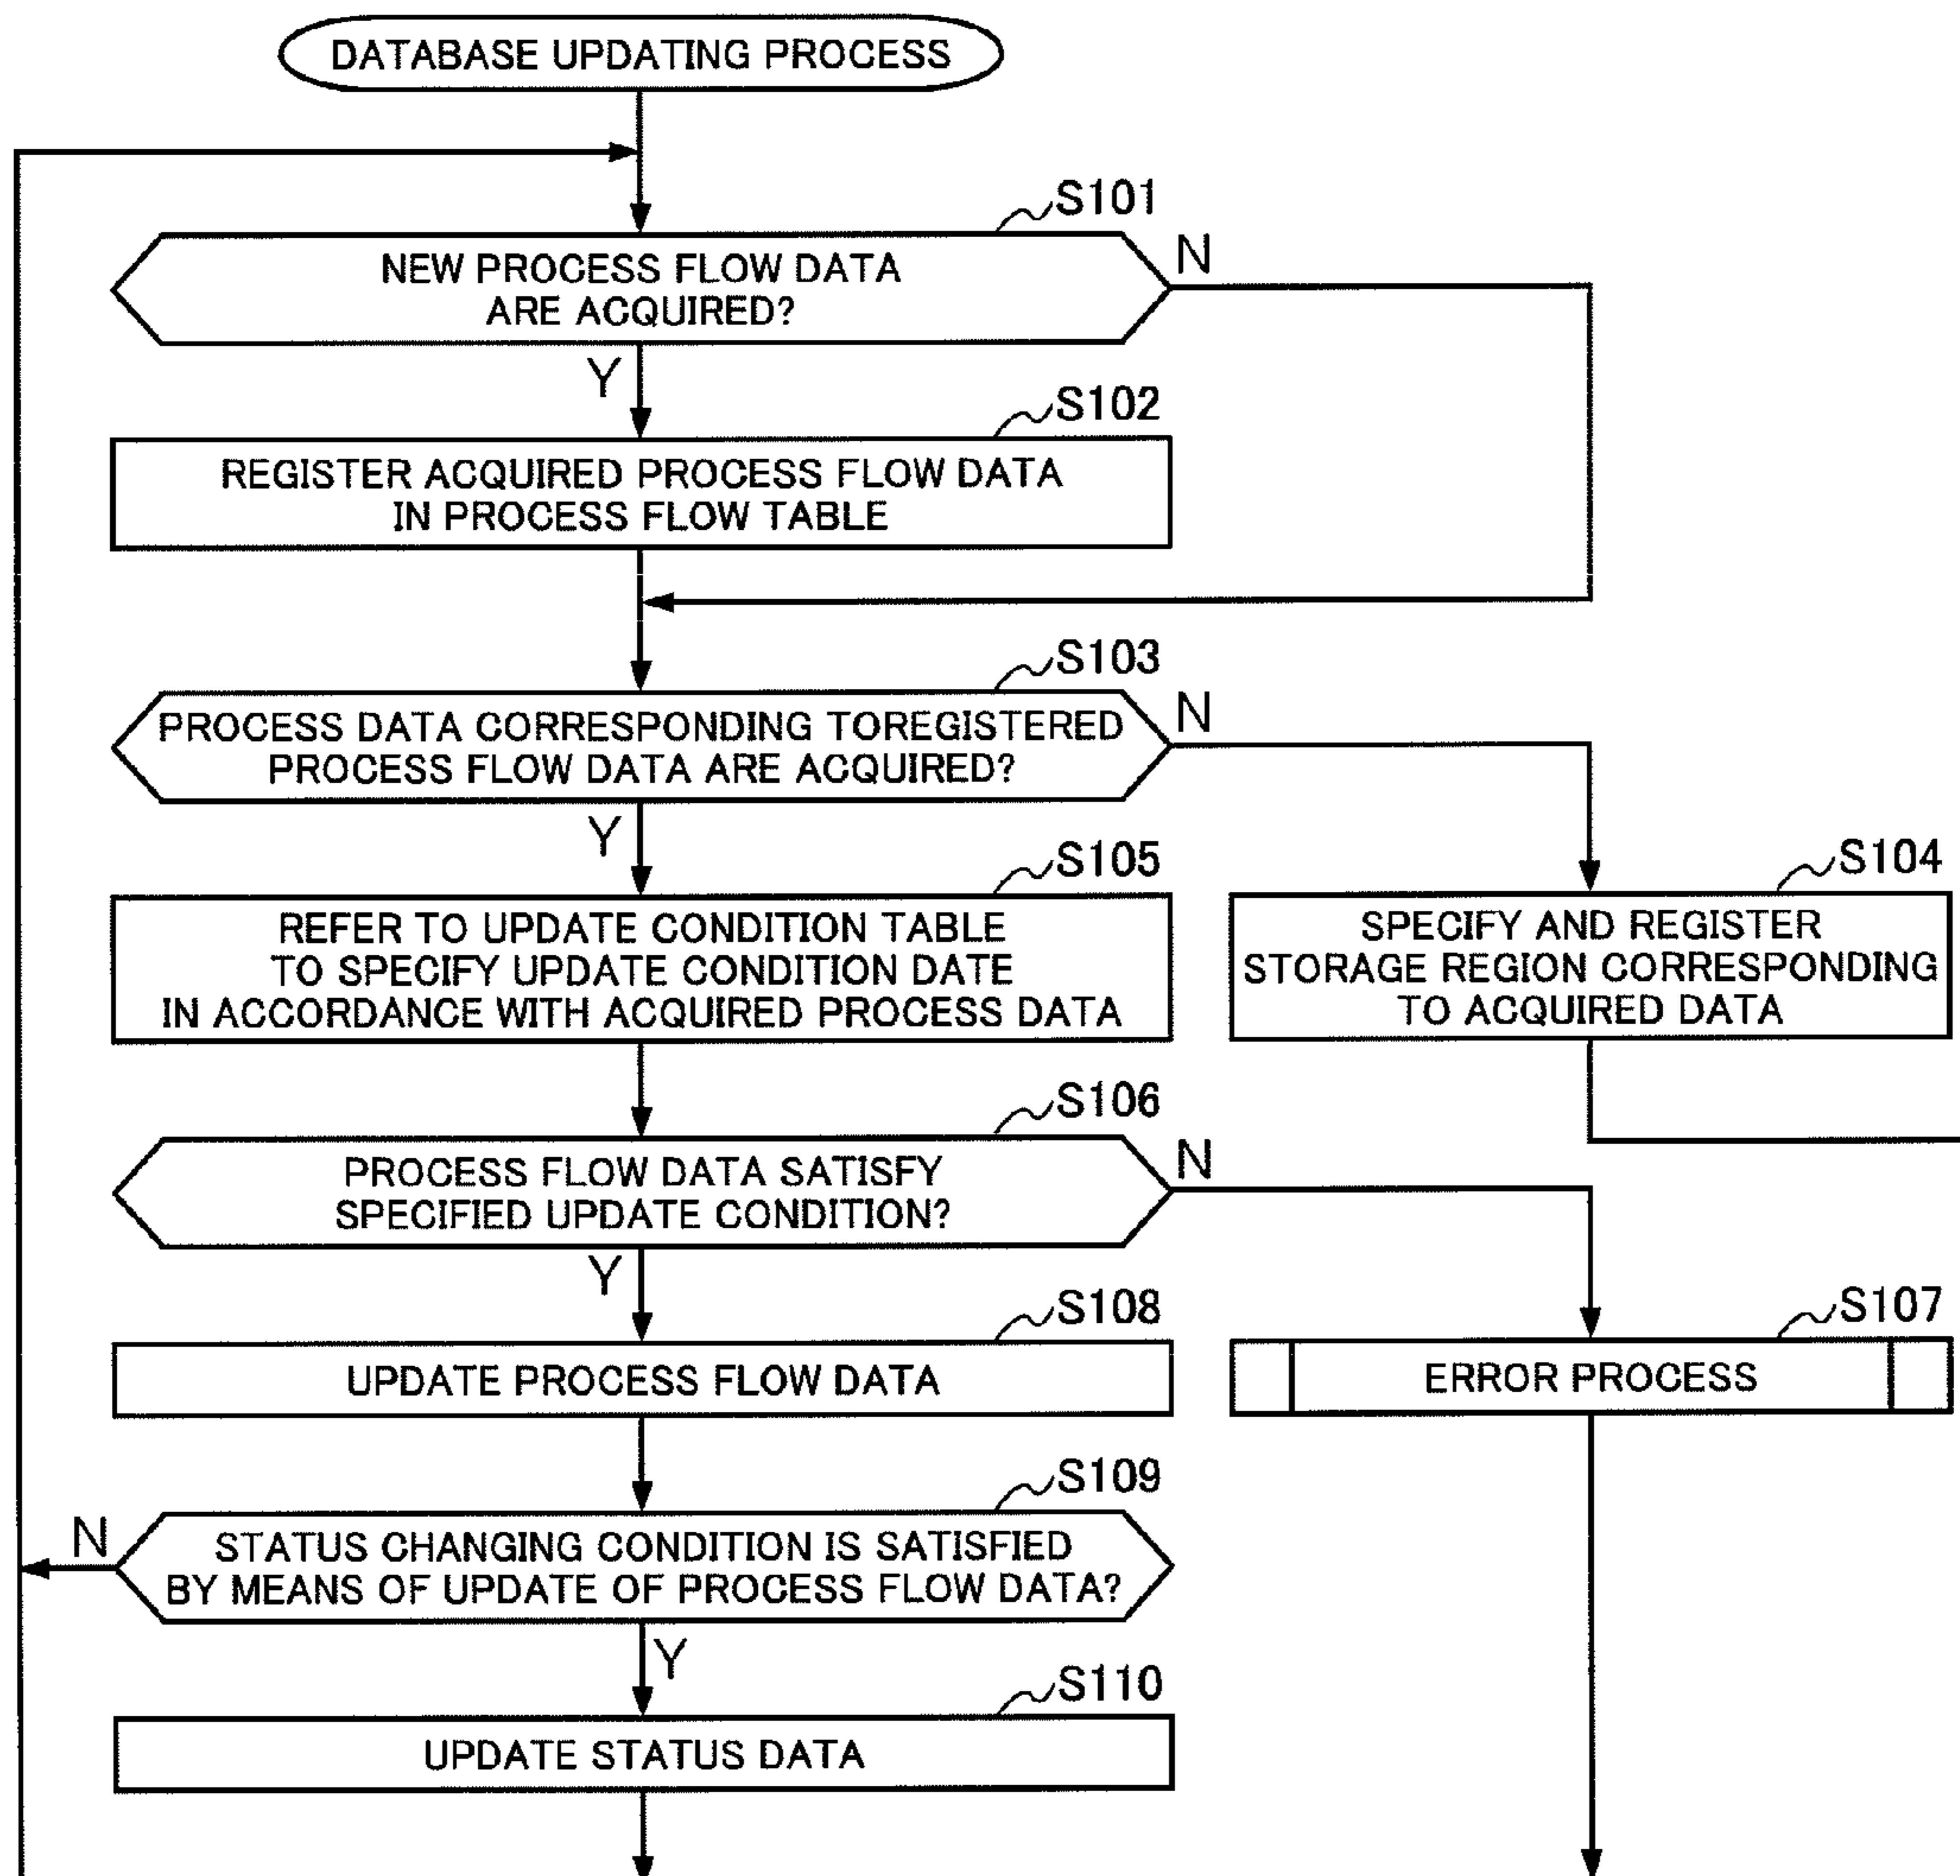 DATABASE UPDATING PROCESS
S101
NEW PROCESS FLOW DATA
ARE ACQUIRED?
N
Y
S102
REGISTER ACQUIRED PROCESS FLOW DATA
IN PROCESS FLOW TABLE
S103
PROCESS DATA CORRESPONDING TOREGISTERED
PROCESS FLOW DATA ARE ACQUIRED?
N
Y
S105
REFER TO UPDATE CONDITION TABLE
TO SPECIFY UPDATE CONDITION DATE
IN ACCORDANCE WITH ACQUIRED PROCESS DATA
S104
SPECIFY AND REGISTER
STORAGE REGION CORRESPONDING
TO ACQUIRED DATA
S106
PROCESS FLOW DATA SATISFY
SPECIFIED UPDATE CONDITION?
N
Y
S108
UPDATE PROCESS FLOW DATA
S107
ERROR PROCESS
S109
N
STATUS CHANGING CONDITION IS SATISFIED
BY MEANS OF UPDATE OF PROCESS FLOW DATA?
Y
S110
UPDATE STATUS DATA